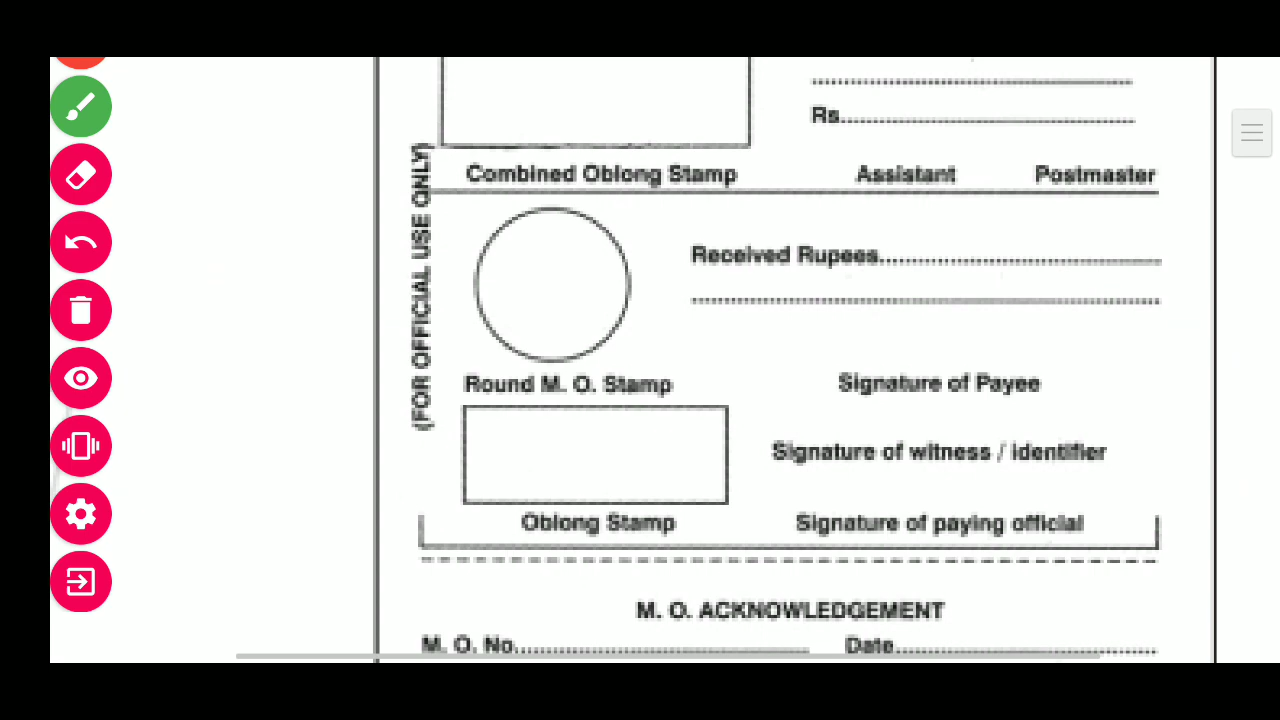 Rs.
Combined Oblong Stamp Assistant Postmaster
(FOR OFFICIAL USE ONLY)
Received Rupees
Round M. O. Stamp Signature of Payee
Signature of witness / identifier
Oblong Stamp Signature of paying official
M. O. ACKNOWLEDGEMENT
M. O. No. Date